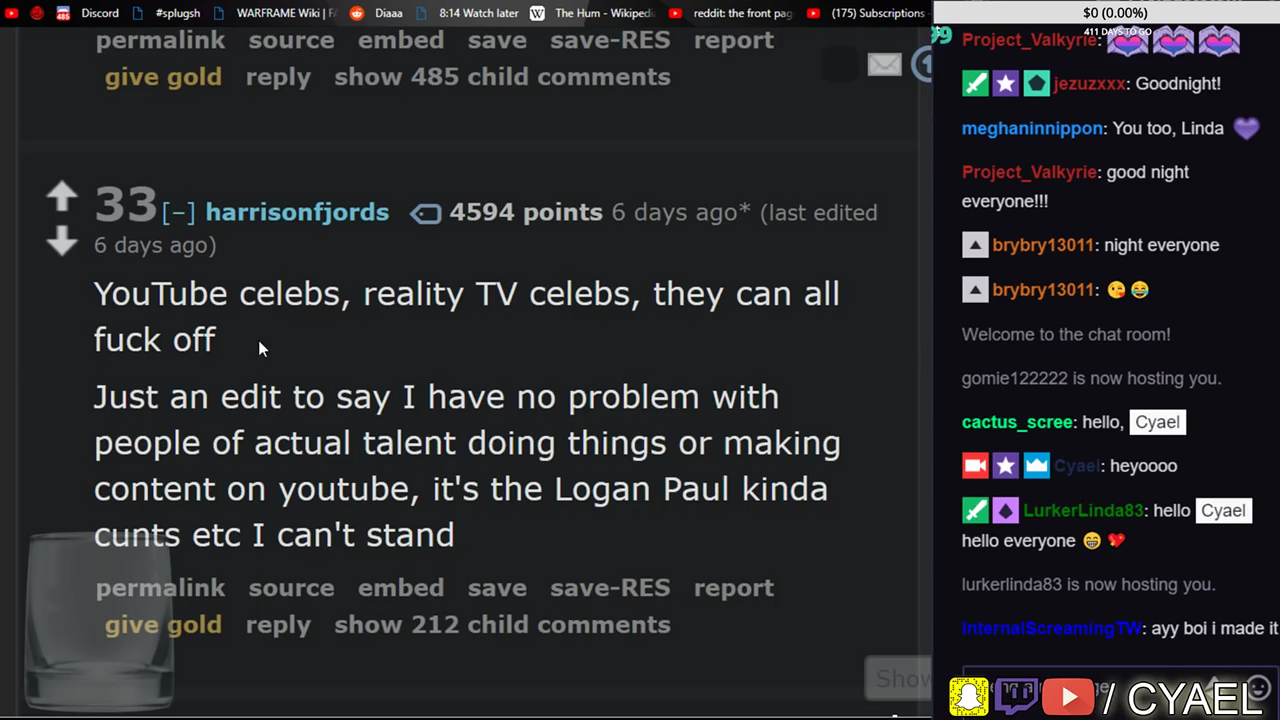 Discord
#splugsh
WARFRAME Wiki | FA
Diaaa
8:14 Watch later
The Hum - Wikipedi
reddit: the front pag
(175) Subscriptions -
permalink source embed save save-RES report
give gold reply show 485 child comments
33 [–] harrisonfjords 4594 points 6 days ago* (last edited
6 days ago)
YouTube celebs, reality TV celebs, they can all
fuck off
Just an edit to say I have no problem with
people of actual talent doing things or making
content on youtube, it's the Logan Paul kinda
cunts etc I can't stand
permalink source embed save save-RES report
give gold reply show 212 child comments
Show
$0 (0.00%)
411 DAYS TO GO
99
Project_Valkyrie:
jezuzxxx: Goodnight!
meghaninnippon: You too, Linda
Project_Valkyrie: good night
everyone!!!
brybry13011: night everyone
brybry13011:
Welcome to the chat room!
gomie122222 is now hosting you.
cactus_scree: hello, Cyael
Cyael: heyoooo
LurkerLinda83: hello Cyael
hello everyone
lurkerlinda83 is now hosting you.
InternalScreamingTW: ayy boi i made it
/ CYAEL